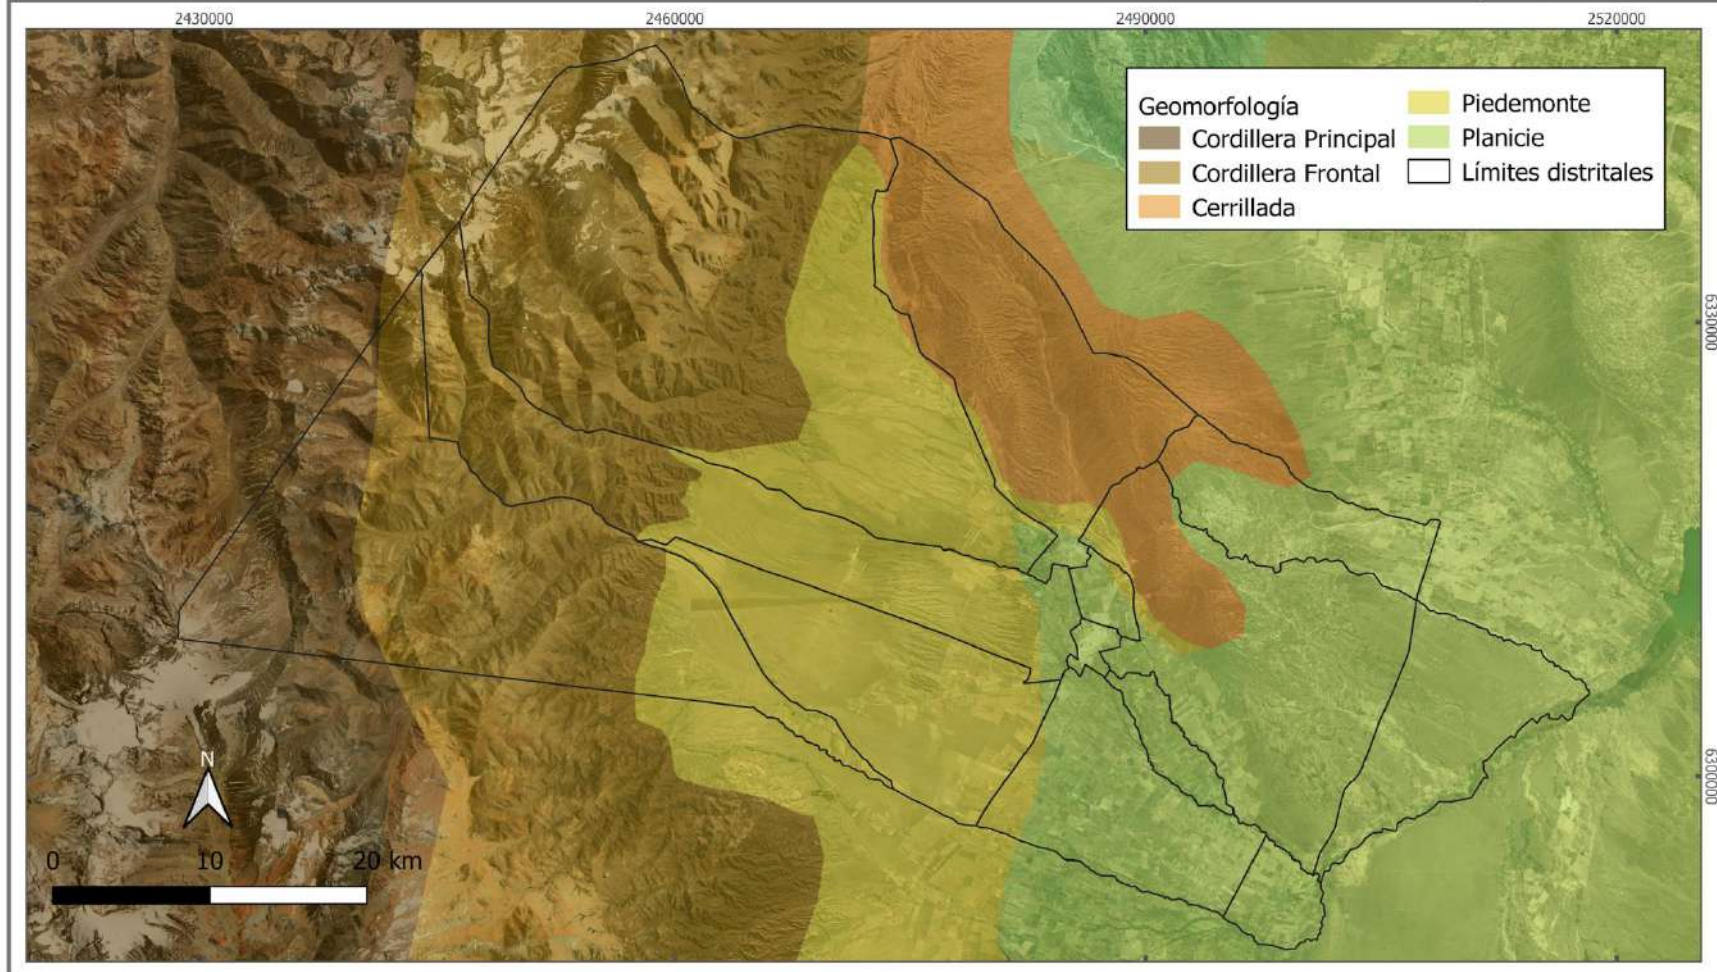 2430000 2460000 2490000 2520000
Geomorfología
Cordillera Principal
Cordillera Frontal
Cerrillada
Piedemonte
Planicie
Límites distritales
6330000
6300000
N
0 10 20 km